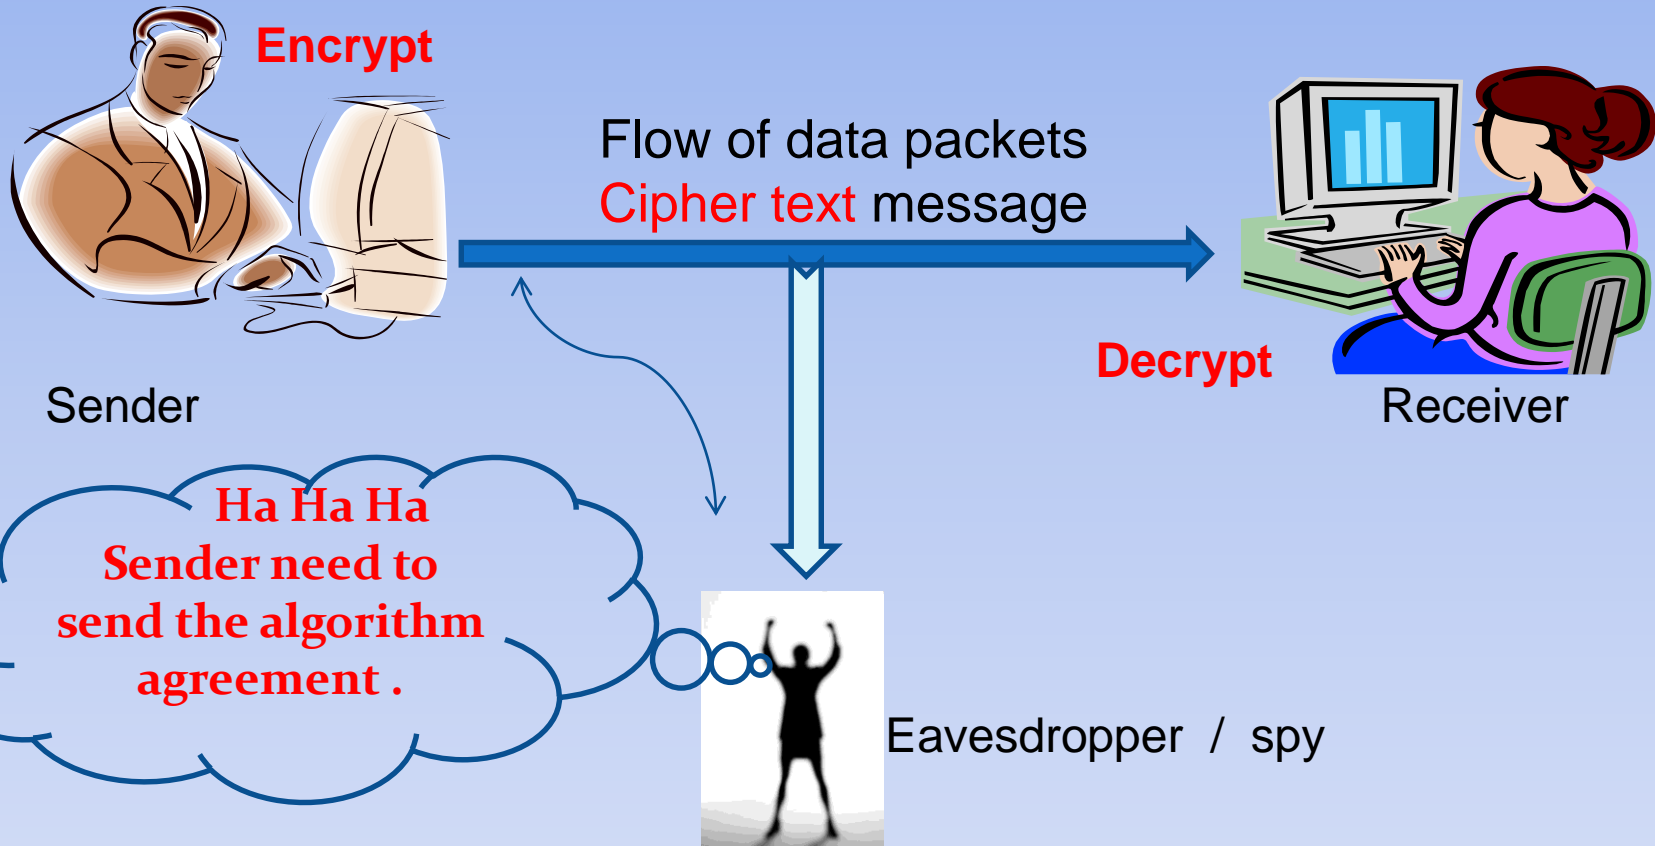 Encrypt
Flow of data packets
Cipher text message
Decrypt
Sender
Receiver
Ha Ha Ha
Sender need to
send the algorithm
agreement .
Eavesdropper / spy